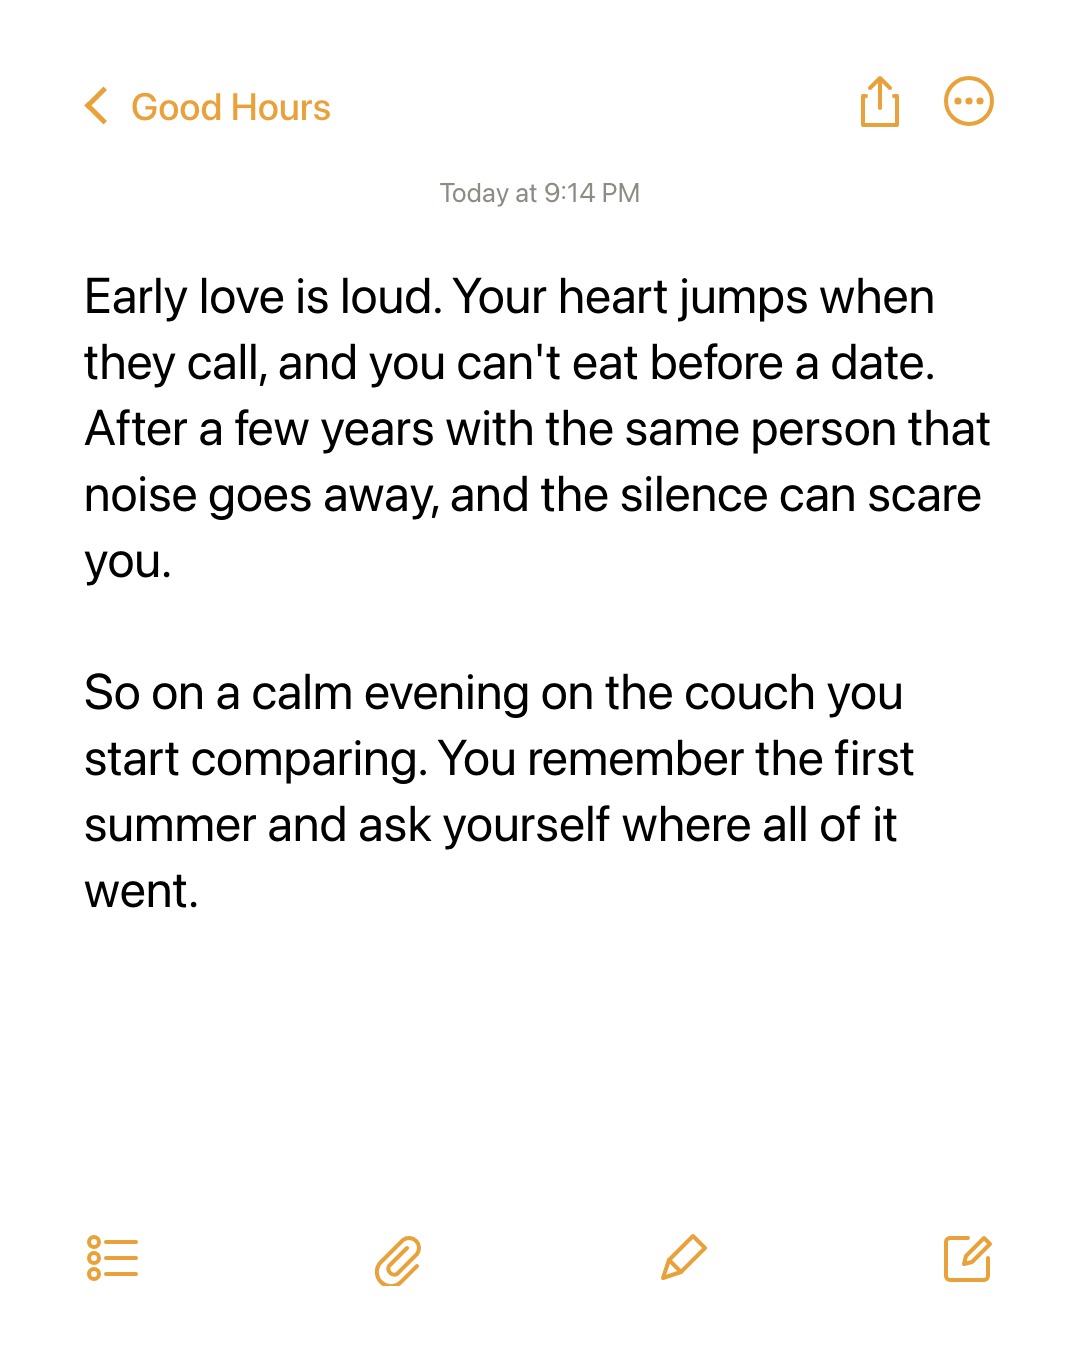 Good Hours
Today at 9:14 PM
Early love is loud. Your heart jumps when
they call, and you can't eat before a date.
After a few years with the same person that
noise goes away, and the silence can scare
you.
So on a calm evening on the couch you
start comparing. You remember the first
summer and ask yourself where all of it
went.